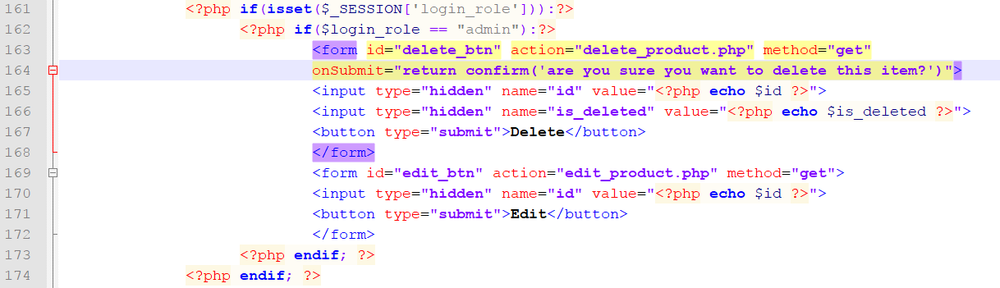 161 <?php if(isset($_SESSION['login_role'])):?>
162 <?php if($login_role == "admin"):?>
163 <form id="delete_btn" action="delete_product.php" method="get"
164 onSubmit="return confirm('are you sure you want to delete this item?')">
165 <input type="hidden" name="id" value="<?php echo $id ?>">
166 <input type="hidden" name="is_deleted" value="<?php echo $is_deleted ?>">
167 <button type="submit">Delete</button>
168 </form>
169 <form id="edit_btn" action="edit_product.php" method="get">
170 <input type="hidden" name="id" value="<?php echo $id ?>">
171 <button type="submit">Edit</button>
172 </form>
173 <?php endif; ?>
174 <?php endif; ?>